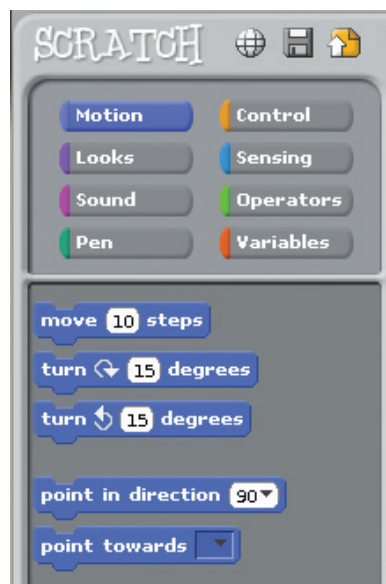 SCRATCH
Motion Control
Looks Sensing
Sound Operators
Pen Variables
move 10 steps
turn 15 degrees
turn 15 degrees
point in direction 90
point towards